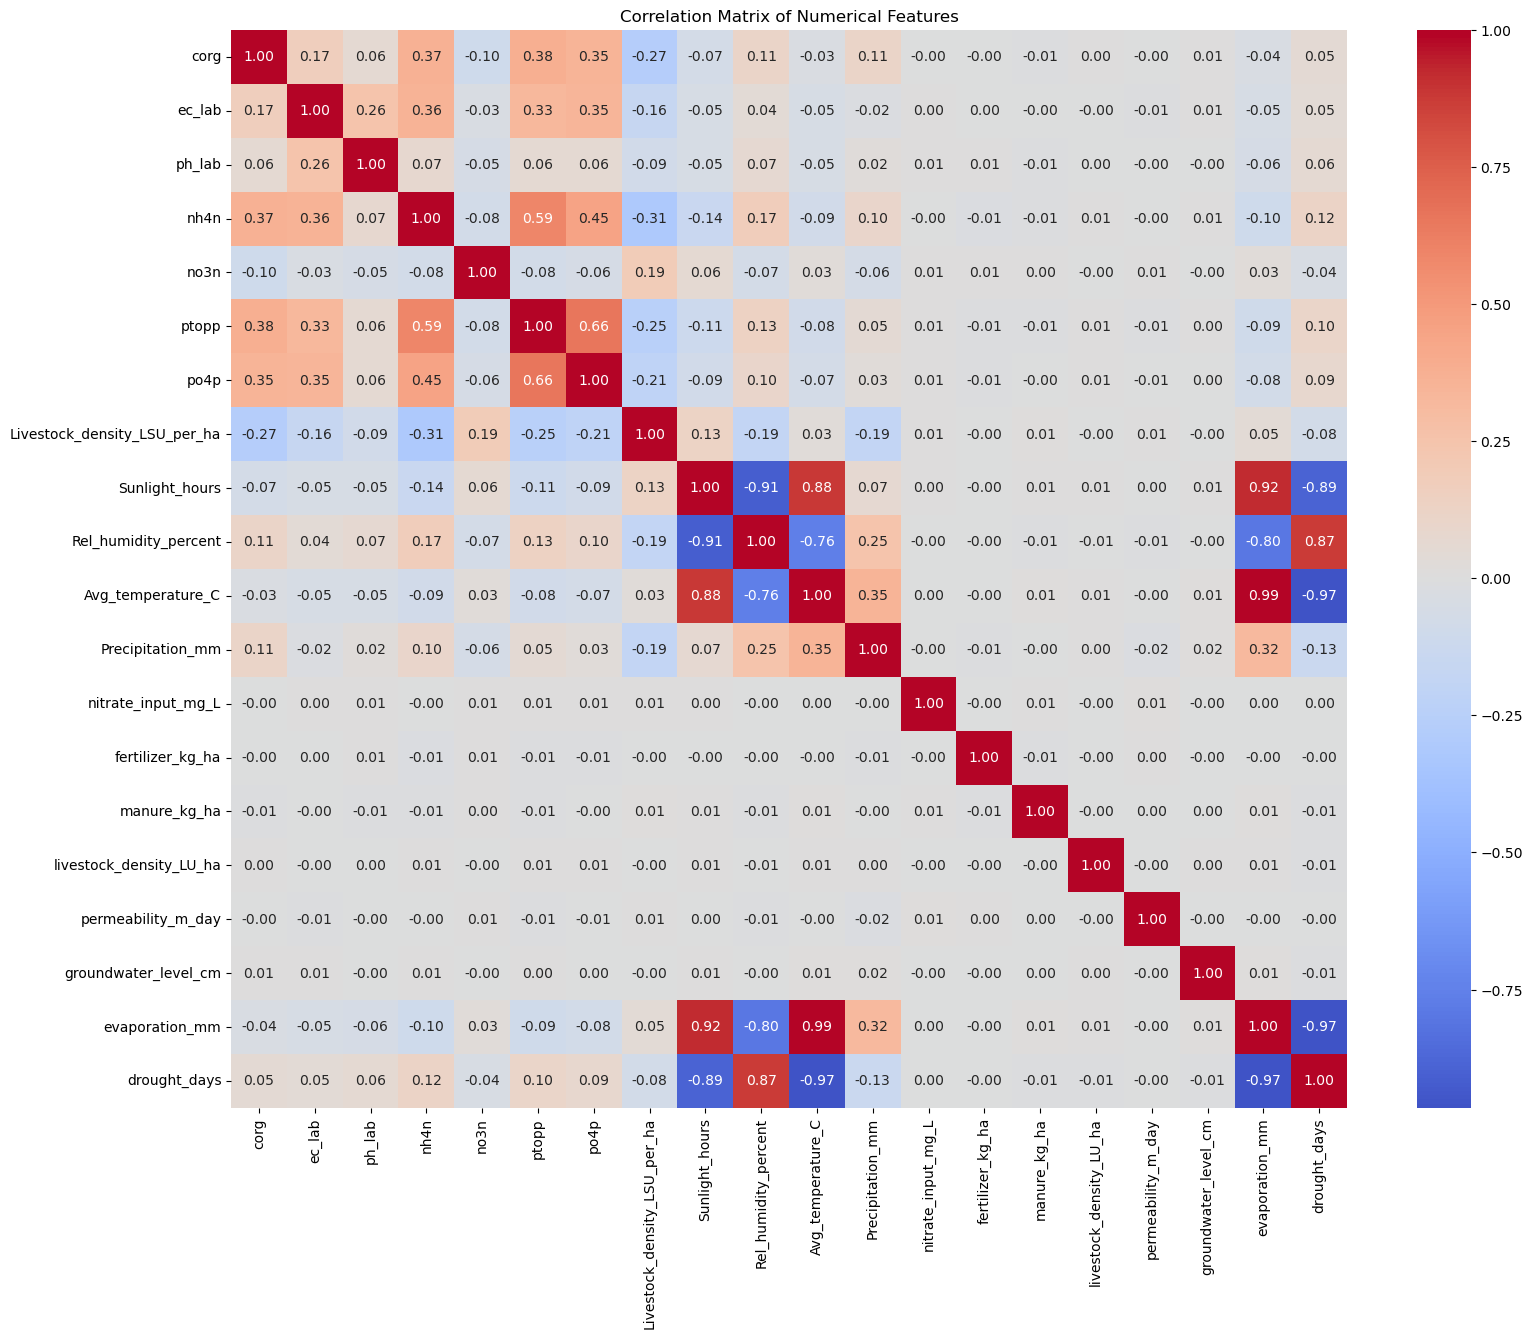 Correlation Matrix of Numerical Features
corg 1.00 0.17 0.06 0.37 -0.10 0.38 0.35 -0.27 -0.07 0.11 -0.03 0.11 -0.00 -0.00 -0.01 0.00 -0.00 0.01 -0.04 0.05
ec_lab 0.17 1.00 0.26 0.36 -0.03 0.33 0.35 -0.16 -0.05 0.04 -0.05 -0.02 0.00 0.00 -0.00 -0.00 -0.01 0.01 -0.05 0.05
ph_lab 0.06 0.26 1.00 0.07 -0.05 0.06 0.06 -0.09 -0.05 0.07 -0.05 0.02 0.01 0.01 -0.01 0.00 -0.00 -0.00 -0.06 0.06
nh4n 0.37 0.36 0.07 1.00 -0.08 0.59 0.45 -0.31 -0.14 0.17 -0.09 0.10 -0.00 -0.01 -0.01 0.01 -0.00 0.01 -0.10 0.12
no3n -0.10 -0.03 -0.05 -0.08 1.00 -0.08 -0.06 0.19 0.06 -0.07 0.03 -0.06 0.01 0.01 0.00 -0.00 0.01 -0.00 0.03 -0.04
ptopp 0.38 0.33 0.06 0.59 -0.08 1.00 0.66 -0.25 -0.11 0.13 -0.08 0.05 0.01 -0.01 -0.01 0.01 -0.01 0.00 -0.09 0.10
po4p 0.35 0.35 0.06 0.45 -0.06 0.66 1.00 -0.21 -0.09 0.10 -0.07 0.03 0.01 -0.01 -0.00 0.01 -0.01 0.00 -0.08 0.09
Livestock_density_LSU_per_ha -0.27 -0.16 -0.09 -0.31 0.19 -0.25 -0.21 1.00 0.13 -0.19 0.03 -0.19 0.01 -0.00 0.01 -0.00 0.01 -0.00 0.05 -0.08
Sunlight_hours -0.07 -0.05 -0.05 -0.14 0.06 -0.11 -0.09 0.13 1.00 -0.91 0.88 0.07 0.00 -0.00 0.01 0.01 0.00 0.01 0.92 -0.89
Rel_humidity_percent 0.11 0.04 0.07 0.17 -0.07 0.13 0.10 -0.19 -0.91 1.00 -0.76 0.25 -0.00 -0.00 -0.01 -0.01 -0.01 -0.00 -0.80 0.87
Avg_temperature_C -0.03 -0.05 -0.05 -0.09 0.03 -0.08 -0.07 0.03 0.88 -0.76 1.00 0.35 0.00 -0.00 0.01 0.01 -0.00 0.01 0.99 -0.97
Precipitation_mm 0.11 -0.02 0.02 0.10 -0.06 0.05 0.03 -0.19 0.07 0.25 0.35 1.00 -0.00 -0.01 -0.00 0.00 -0.02 0.02 0.32 -0.13
nitrate_input_mg_L -0.00 0.00 0.01 -0.00 0.01 0.01 0.01 0.01 0.00 -0.00 0.00 -0.00 1.00 -0.00 0.01 -0.00 0.01 -0.00 0.00 0.00
fertilizer_kg_ha -0.00 0.00 0.01 -0.01 0.01 -0.01 -0.01 -0.00 -0.00 -0.00 -0.00 -0.01 -0.00 1.00 -0.01 -0.00 0.00 -0.00 -0.00 0.00
manure_kg_ha -0.01 -0.00 -0.01 -0.01 0.00 -0.01 -0.00 0.01 0.01 -0.01 0.01 -0.00 0.01 -0.01 1.00 -0.00 0.00 0.00 0.01 -0.01
livestock_density_LU_ha 0.00 -0.00 0.00 0.01 -0.00 0.01 0.01 -0.00 0.01 -0.01 0.01 0.00 -0.00 -0.00 -0.00 1.00 -0.00 0.00 0.01 -0.01
permeability_m_day -0.00 -0.01 -0.00 -0.00 0.01 -0.01 -0.01 0.01 0.00 -0.01 -0.00 -0.02 0.01 0.00 0.00 -0.00 1.00 -0.00 -0.00 -0.00
groundwater_level_cm 0.01 0.01 -0.00 0.01 -0.00 0.00 0.00 -0.00 0.01 -0.00 0.01 0.02 -0.00 -0.00 0.00 0.00 -0.00 1.00 0.01 -0.01
evaporation_mm -0.04 -0.05 -0.06 -0.10 0.03 -0.09 -0.08 0.05 0.92 -0.80 0.99 0.32 0.00 -0.00 0.01 0.01 -0.00 0.01 1.00 -0.97
drought_days 0.05 0.05 0.06 0.12 -0.04 0.10 0.09 -0.08 -0.89 0.87 -0.97 -0.13 0.00 0.00 -0.01 -0.01 -0.00 -0.01 -0.97 1.00
corg
ec_lab
ph_lab
nh4n
no3n
ptopp
po4p
Livestock_density_LSU_per_ha
Sunlight_hours
Rel_humidity_percent
Avg_temperature_C
Precipitation_mm
nitrate_input_mg_L
fertilizer_kg_ha
manure_kg_ha
livestock_density_LU_ha
permeability_m_day
groundwater_level_cm
evaporation_mm
drought_days
1.00
0.75
0.50
0.25
0.00
−0.25
−0.50
−0.75